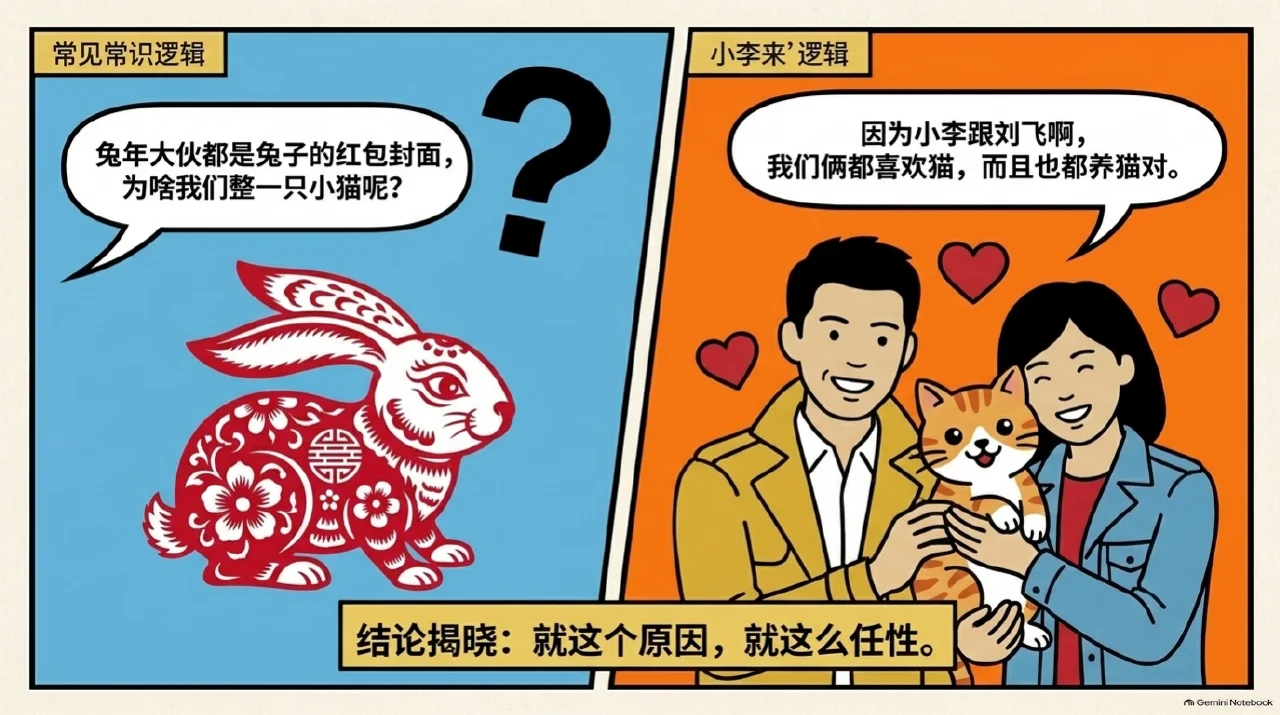 常见常识逻辑
兔年大伙都是兔子的红包封面，
为啥我们整一只小猫呢？
小李来’逻辑
因为小李跟刘飞啊，
我们俩都喜欢猫，而且也都养猫对。
结论揭晓：就这个原因，就这么任性。
Gemini Notebook